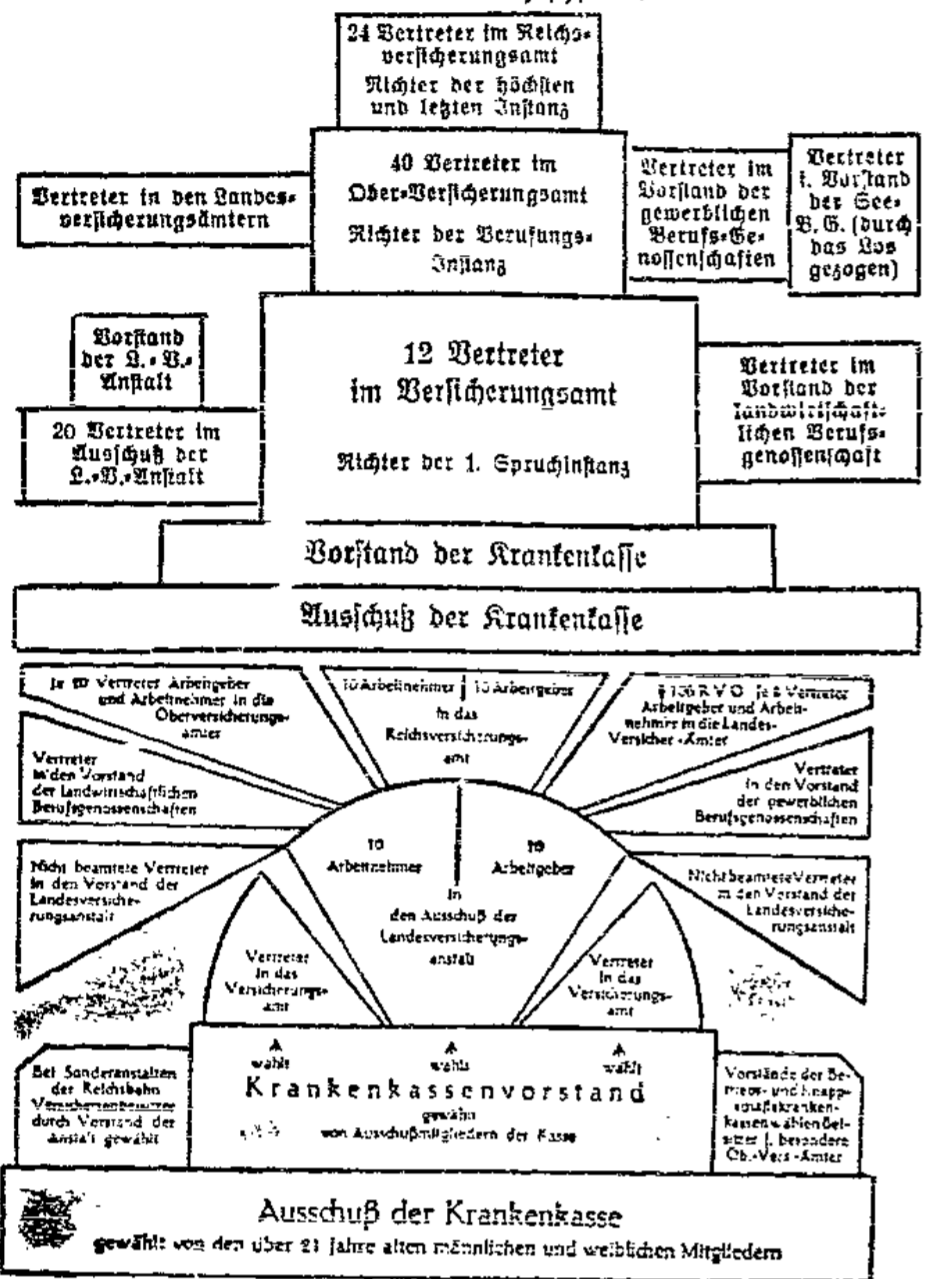 24 Vertreter im Reichs-
versicherungsamt
Richter der höchsten
und letzten Instanz
40 Vertreter im
Ober-Versicherungsamt
Richter der Berufungs-
Instanz
Vertreter in den Landes-
versicherungsämtern
Vertreter im
Vorstand der
gewerblichen
Berufs-Ge-
nossenschaften
Vertreter
i. Vorstand
der See-
B. G. (durch
das Los
gezogen)
Vorstand
der L.-V.-
Anstalt
20 Vertreter im
Ausschuß der
L.-V.-Anstalt
12 Vertreter
im Versicherungsamt
Richter der 1. Spruchinstanz
Vertreter im
Vorstand der
landwirtschaft-
lichen Berufs-
genossenschaft
Vorstand der Krankenkasse
Ausschuß der Krankenkasse
Je Vertreter Arbeitgeber
und Arbeitnehmer in die
Oberversicherungs-
ämter
Arbeitnehmer Arbeitgeber
in das
Reichsversicherungs-
amt
R V O je Vertreter
Arbeitgeber und Arbeit-
nehmer in die Landes-
Versicher.-Ämter
Vertreter
in den Vorstand
der landwirtschaftlichen
Berufsgenossenschaften
Vertreter
in den Vorstand
der gewerblichen
Berufsgenossenschaften
10
Arbeitnehmer
10
Arbeitgeber
in
den Ausschuß der
Landesversicherungs-
anstalt
Nicht beamtete Vertreter
in den Vorstand der
Landesversiche-
rungsanstalt
Nicht beamtete Vertreter
in den Vorstand der
Landesversiche-
rungsanstalt
Vertreter
in das
Versicherungs-
amt
Vertreter
in das
Versicherungs-
amt
wählt
wählt
wählt
Krankenkassenvorstand
gewählt
von Ausschußmitgliedern der Kasse
Bei Sonderanstalten
der Reichsbahn
durch Vorstand der
Anstalt gewählt
Vorstände der Be-
triebs- und Knapp-
schaftskranken-
kassen wählen Bei-
sitzer f. besondere
Ob.-Vers.-Ämter
Ausschuß der Krankenkasse
gewählt von den über 21 Jahre alten männlichen und weiblichen Mitgliedern